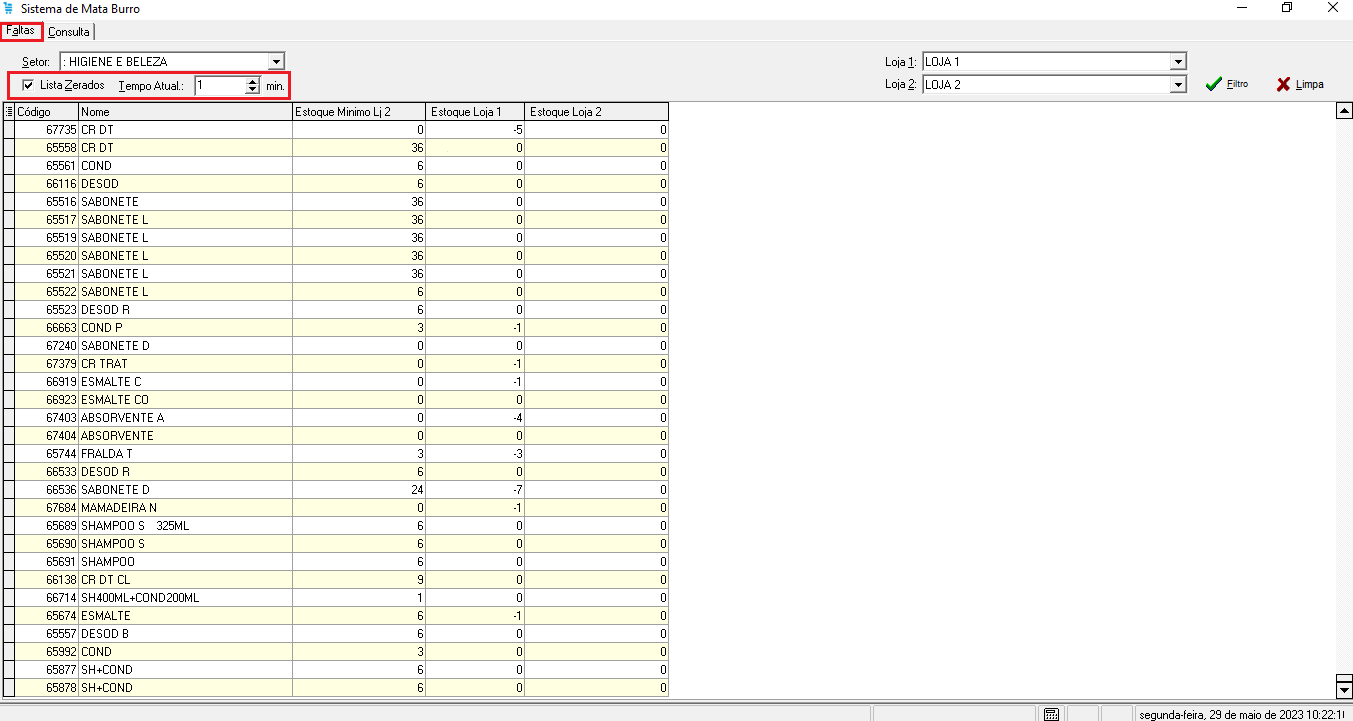 Sistema de Mata Burro
Faltas Consulta
Setor: : HIGIENE E BELEZA Loja 1: LOJA 1
Lista Zerados Tempo Atual.: 1 min. Loja 2: LOJA 2 Filtro Limpa
Código Nome Estoque Minimo Lj 2 Estoque Loja 1 Estoque Loja 2
67735 CR DT 0 -5 0
65558 CR DT 36 0 0
65561 COND 6 0 0
66116 DESOD 6 0 0
65516 SABONETE 36 0 0
65517 SABONETE L 36 0 0
65519 SABONETE L 36 0 0
65520 SABONETE L 36 0 0
65521 SABONETE L 36 0 0
65522 SABONETE L 6 0 0
65523 DESOD R 6 0 0
66663 COND P 3 -1 0
67240 SABONETE D 0 0 0
67379 CR TRAT 0 -1 0
66919 ESMALTE C 0 -1 0
66923 ESMALTE CO 0 0 0
67403 ABSORVENTE A 0 -4 0
67404 ABSORVENTE 0 0 0
65744 FRALDA T 3 -3 0
66533 DESOD R 6 0 0
66536 SABONETE D 24 -7 0
67684 MAMADEIRA N 0 -1 0
65689 SHAMPOO S 325ML 6 0 0
65690 SHAMPOO S 6 0 0
65691 SHAMPOO 6 0 0
66138 CR DT CL 9 0 0
66714 SH400ML+COND200ML 1 0 0
65674 ESMALTE 6 -1 0
65557 DESOD B 6 0 0
65992 COND 3 0 0
65877 SH+COND 6 0 0
65878 SH+COND 6 0 0
segunda-feira, 29 de maio de 2023 10:22:1